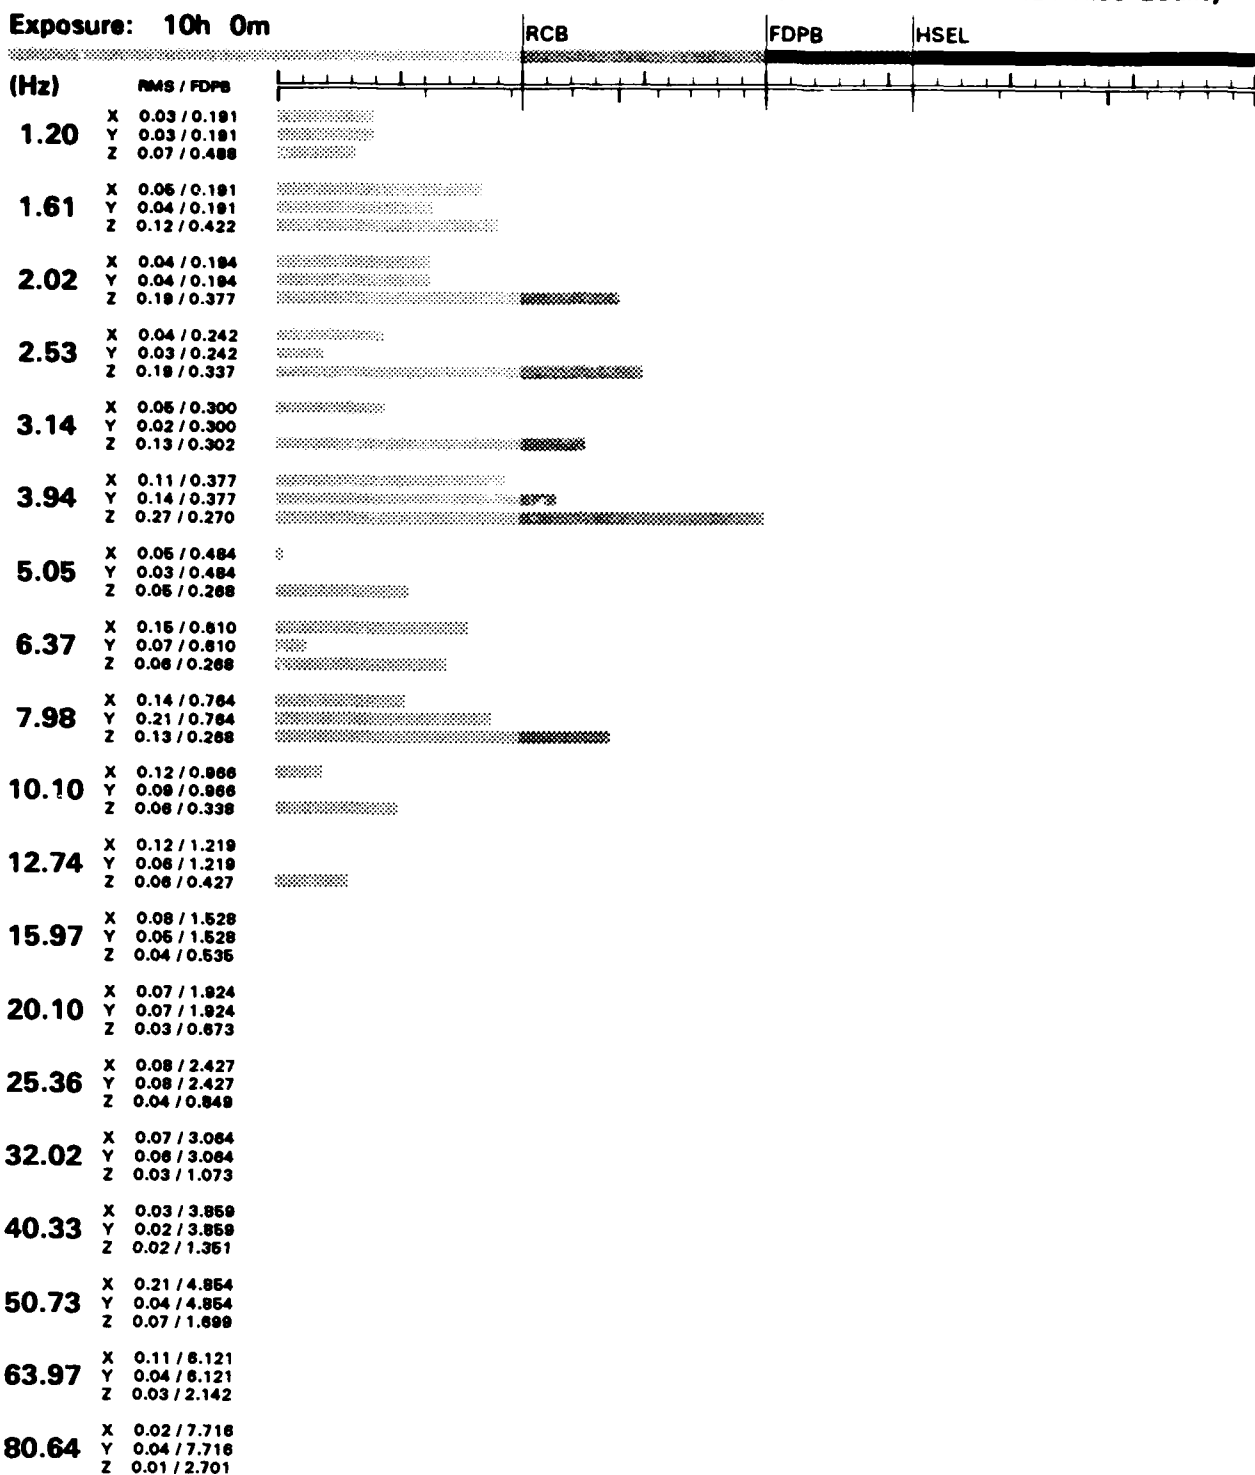 Exposure: 10h 0m
RCB FDPB HSEL
(Hz) RMS / FDPB
X 0.03 / 0.191
1.20 Y 0.03 / 0.191
Z 0.07 / 0.488
X 0.05 / 0.191
1.61 Y 0.04 / 0.191
Z 0.12 / 0.422
X 0.04 / 0.194
2.02 Y 0.04 / 0.194
Z 0.19 / 0.377
X 0.04 / 0.242
2.53 Y 0.03 / 0.242
Z 0.19 / 0.337
X 0.05 / 0.300
3.14 Y 0.02 / 0.300
Z 0.13 / 0.302
X 0.11 / 0.377
3.94 Y 0.14 / 0.377
Z 0.27 / 0.270
X 0.05 / 0.484
5.05 Y 0.03 / 0.484
Z 0.05 / 0.268
X 0.15 / 0.610
6.37 Y 0.07 / 0.610
Z 0.06 / 0.268
X 0.14 / 0.764
7.98 Y 0.21 / 0.764
Z 0.13 / 0.268
X 0.12 / 0.966
10.10 Y 0.09 / 0.966
Z 0.06 / 0.338
X 0.12 / 1.219
12.74 Y 0.06 / 1.219
Z 0.06 / 0.427
X 0.08 / 1.528
15.97 Y 0.05 / 1.528
Z 0.04 / 0.535
X 0.07 / 1.924
20.10 Y 0.07 / 1.924
Z 0.03 / 0.673
X 0.08 / 2.427
25.36 Y 0.08 / 2.427
Z 0.04 / 0.849
X 0.07 / 3.064
32.02 Y 0.06 / 3.064
Z 0.03 / 1.073
X 0.03 / 3.859
40.33 Y 0.02 / 3.859
Z 0.02 / 1.351
X 0.21 / 4.854
50.73 Y 0.04 / 4.854
Z 0.07 / 1.699
X 0.11 / 6.121
63.97 Y 0.04 / 6.121
Z 0.03 / 2.142
X 0.02 / 7.716
80.64 Y 0.04 / 7.716
Z 0.01 / 2.701